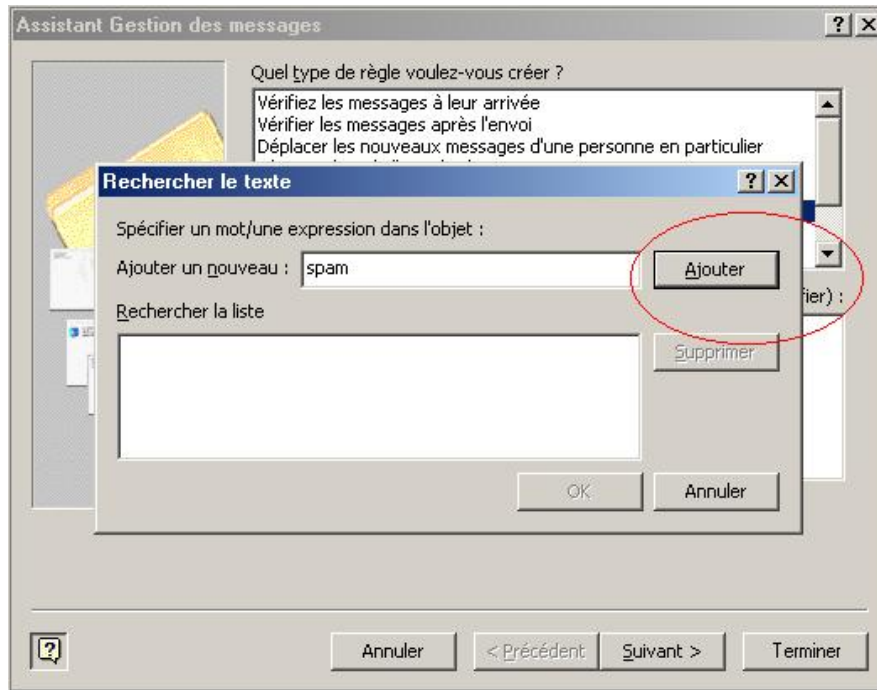 Assistant Gestion des messages
Quel type de règle voulez-vous créer ?
Vérifiez les messages à leur arrivée
Vérifier les messages après l'envoi
Déplacer les nouveaux messages d'une personne en particulier
Rechercher le texte
Spécifier un mot/une expression dans l'objet :
Ajouter un nouveau : spam Ajouter
fier) :
Rechercher la liste
Supprimer
OK Annuler
Annuler < Précédent Suivant > Terminer